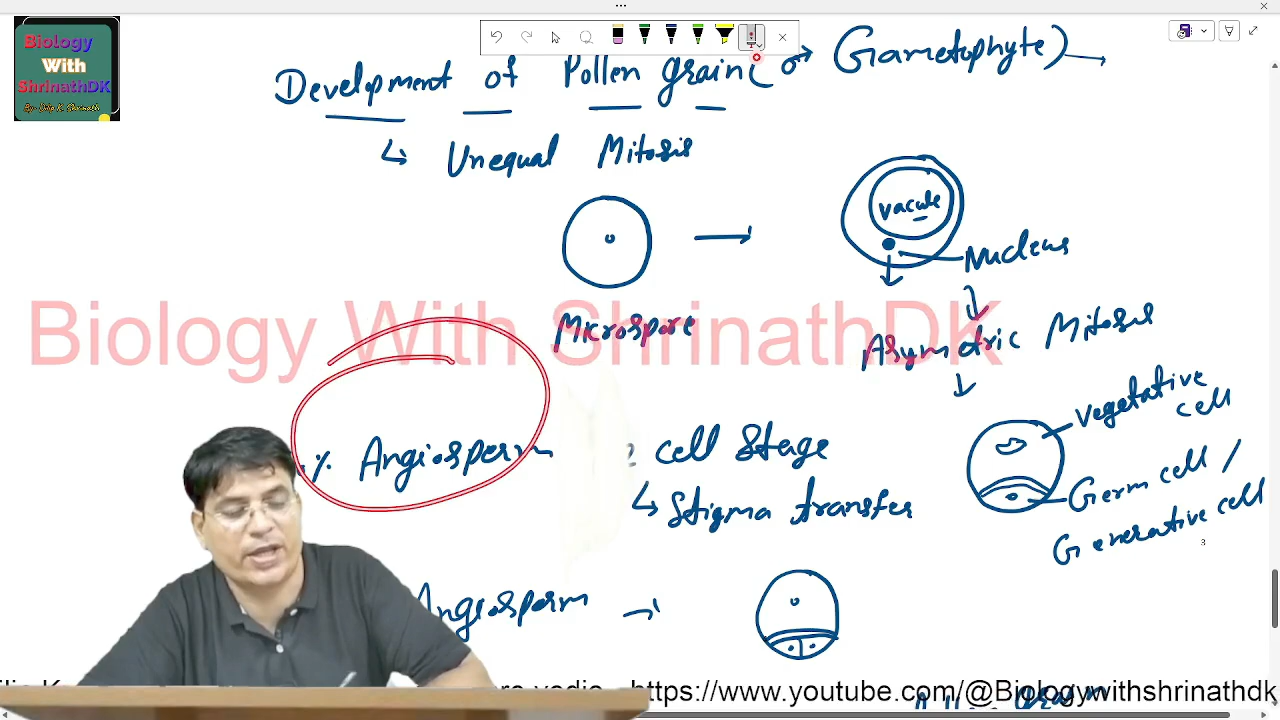 Biology
With
ShrinathDK
Development of Pollen grain (♂ Gametophyte) →
↳ Unequal Mitosis
vacule
Nucleus
Microspore
Biology With ShrinathDK
Asymetric Mitosis
Vegetative
cell
% Angiosperm cell Stage
↳ Stigma transfer
Germ cell /
Generative cell
3
Angiosperm →
https://www.youtube.com/@Biologywithshrinathdk